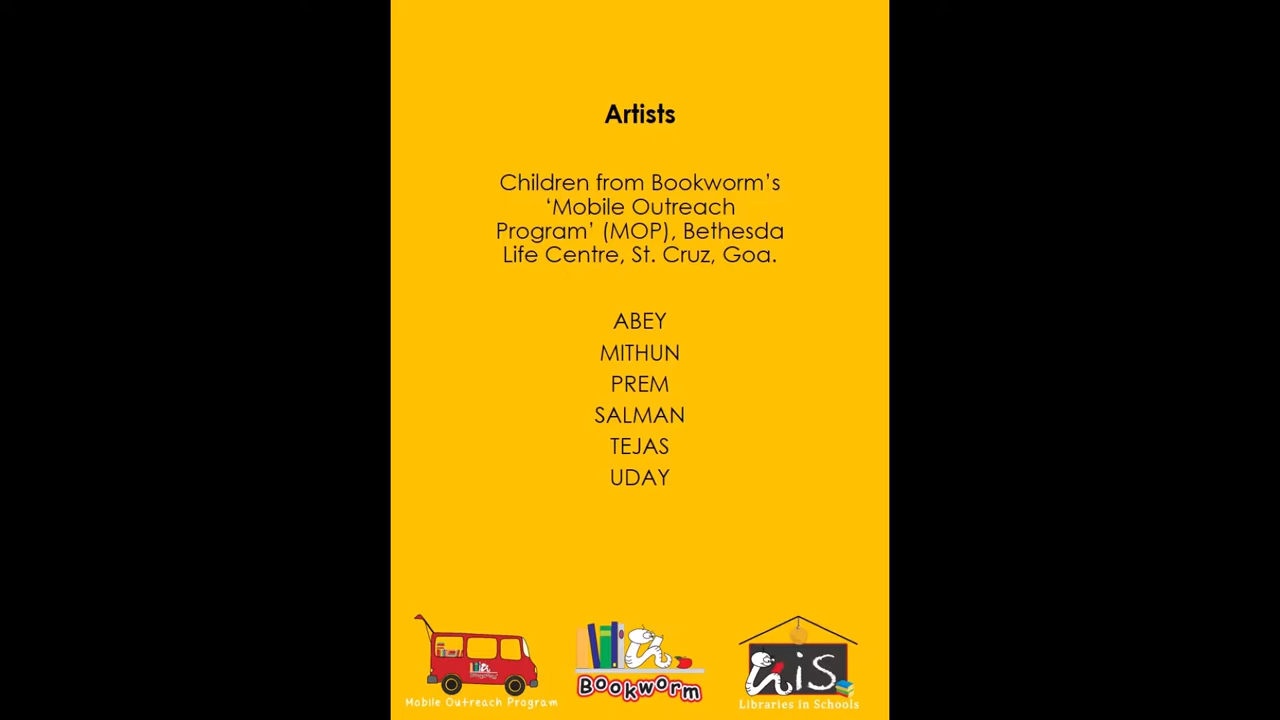 Artists
Children from Bookworm's
'Mobile Outreach
Program' (MOP), Bethesda
Life Centre, St. Cruz, Goa.
ABEY
MITHUN
PREM
SALMAN
TEJAS
UDAY
Mobile Outreach Program
Bookworm
LiS
Libraries in Schools